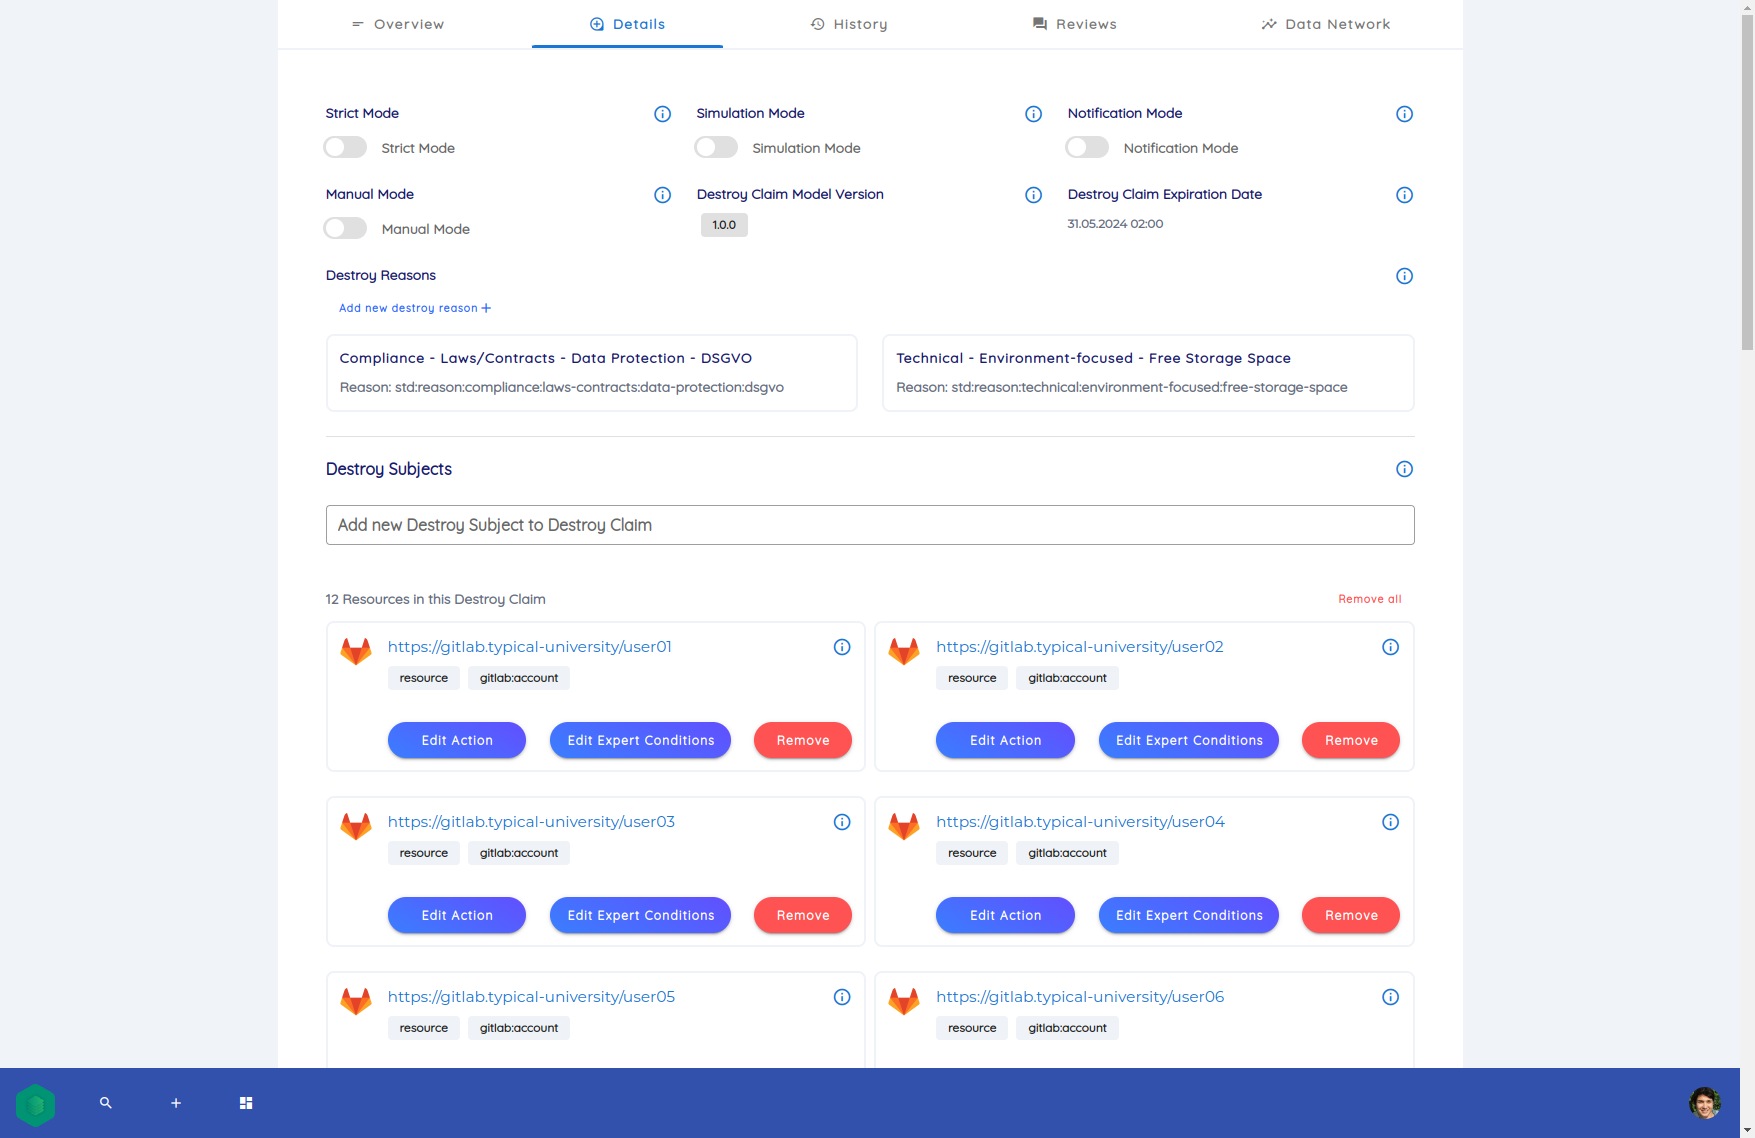 Overview Details History Reviews Data Network
Strict Mode Simulation Mode Notification Mode
Strict Mode Simulation Mode Notification Mode
Manual Mode Destroy Claim Model Version Destroy Claim Expiration Date
Manual Mode 1.0.0 31.05.2024 02:00
Destroy Reasons
Add new destroy reason +
Compliance - Laws/Contracts - Data Protection - DSGVO Technical - Environment-focused - Free Storage Space
Reason: std:reason:compliance:laws-contracts:data-protection:dsgvo Reason: std:reason:technical:environment-focused:free-storage-space
Destroy Subjects
Add new Destroy Subject to Destroy Claim
12 Resources in this Destroy Claim Remove all
https://gitlab.typical-university/user01 https://gitlab.typical-university/user02
resource gitlab:account resource gitlab:account
Edit Action Edit Expert Conditions Remove Edit Action Edit Expert Conditions Remove
https://gitlab.typical-university/user03 https://gitlab.typical-university/user04
resource gitlab:account resource gitlab:account
Edit Action Edit Expert Conditions Remove Edit Action Edit Expert Conditions Remove
https://gitlab.typical-university/user05 https://gitlab.typical-university/user06
resource gitlab:account resource gitlab:account